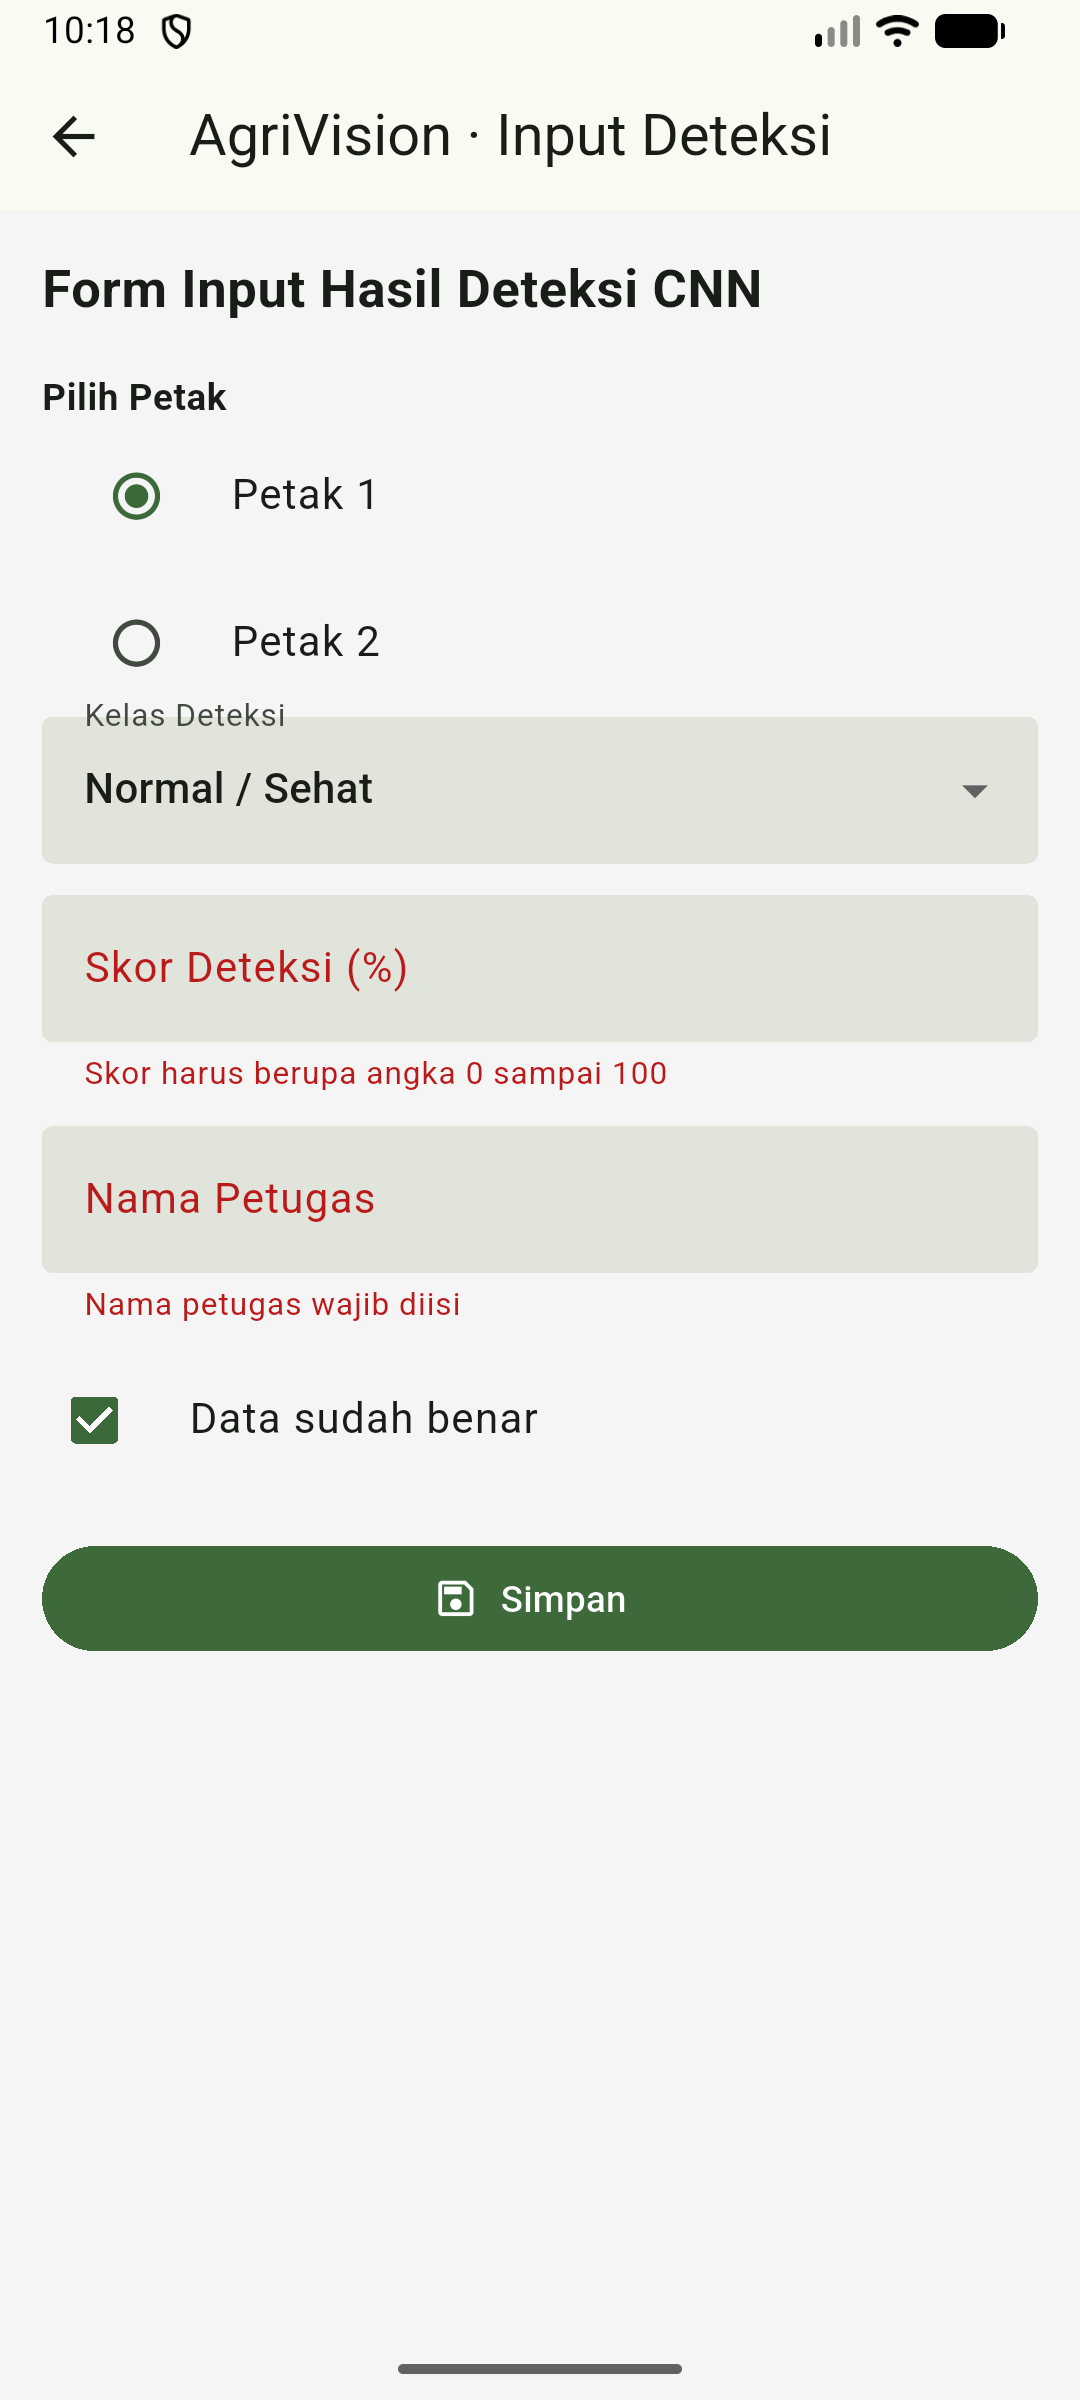 10:18
AgriVision · Input Deteksi
Form Input Hasil Deteksi CNN
Pilih Petak
Petak 1
Petak 2
Kelas Deteksi
Normal / Sehat
Skor Deteksi (%)
Skor harus berupa angka 0 sampai 100
Nama Petugas
Nama petugas wajib diisi
Data sudah benar
Simpan